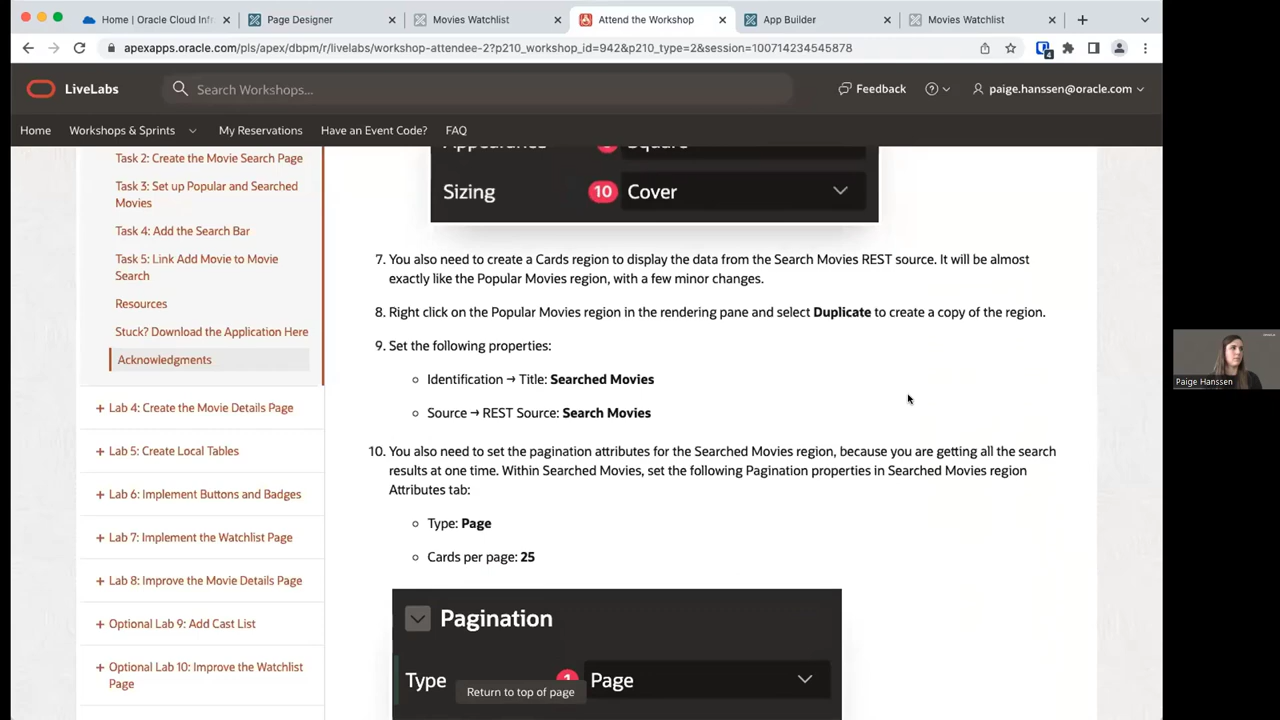 Home | Oracle Cloud Inf
Page Designer
Movies Watchlist
Attend the Workshop
App Builder
Movies Watchlist
apexapps.oracle.com/pls/apex/dbpm/r/livelabs/workshop-attendee-2?p210_workshop_id=942&p210_type=2&session=100714234545878
LiveLabs
Search Workshops...
Feedback
paige.hanssen@oracle.com
Home
Workshops & Sprints
My Reservations
Have an Event Code?
FAQ
Task 2: Create the Movie Search Page
Task 3: Set up Popular and Searched
Movies
Task 4: Add the Search Bar
Task 5: Link Add Movie to Movie
Search
Resources
Stuck? Download the Application Here
Acknowledgments
+ Lab 4: Create the Movie Details Page
+ Lab 5: Create Local Tables
+ Lab 6: Implement Buttons and Badges
+ Lab 7: Implement the Watchlist Page
+ Lab 8: Improve the Movie Details Page
+ Optional Lab 9: Add Cast List
+ Optional Lab 10: Improve the Watchlist
Page
Appearance Square
Sizing 10 Cover
7. You also need to create a Cards region to display the data from the Search Movies REST source. It will be almost
exactly like the Popular Movies region, with a few minor changes.
8. Right click on the Popular Movies region in the rendering pane and select Duplicate to create a copy of the region.
9. Set the following properties:
Identification → Title: Searched Movies
Source → REST Source: Search Movies
10. You also need to set the pagination attributes for the Searched Movies region, because you are getting all the search
results at one time. Within Searched Movies, set the following Pagination properties in Searched Movies region
Attributes tab:
Type: Page
Cards per page: 25
Pagination
Type 1 Page
Return to top of page
Paige Hanssen